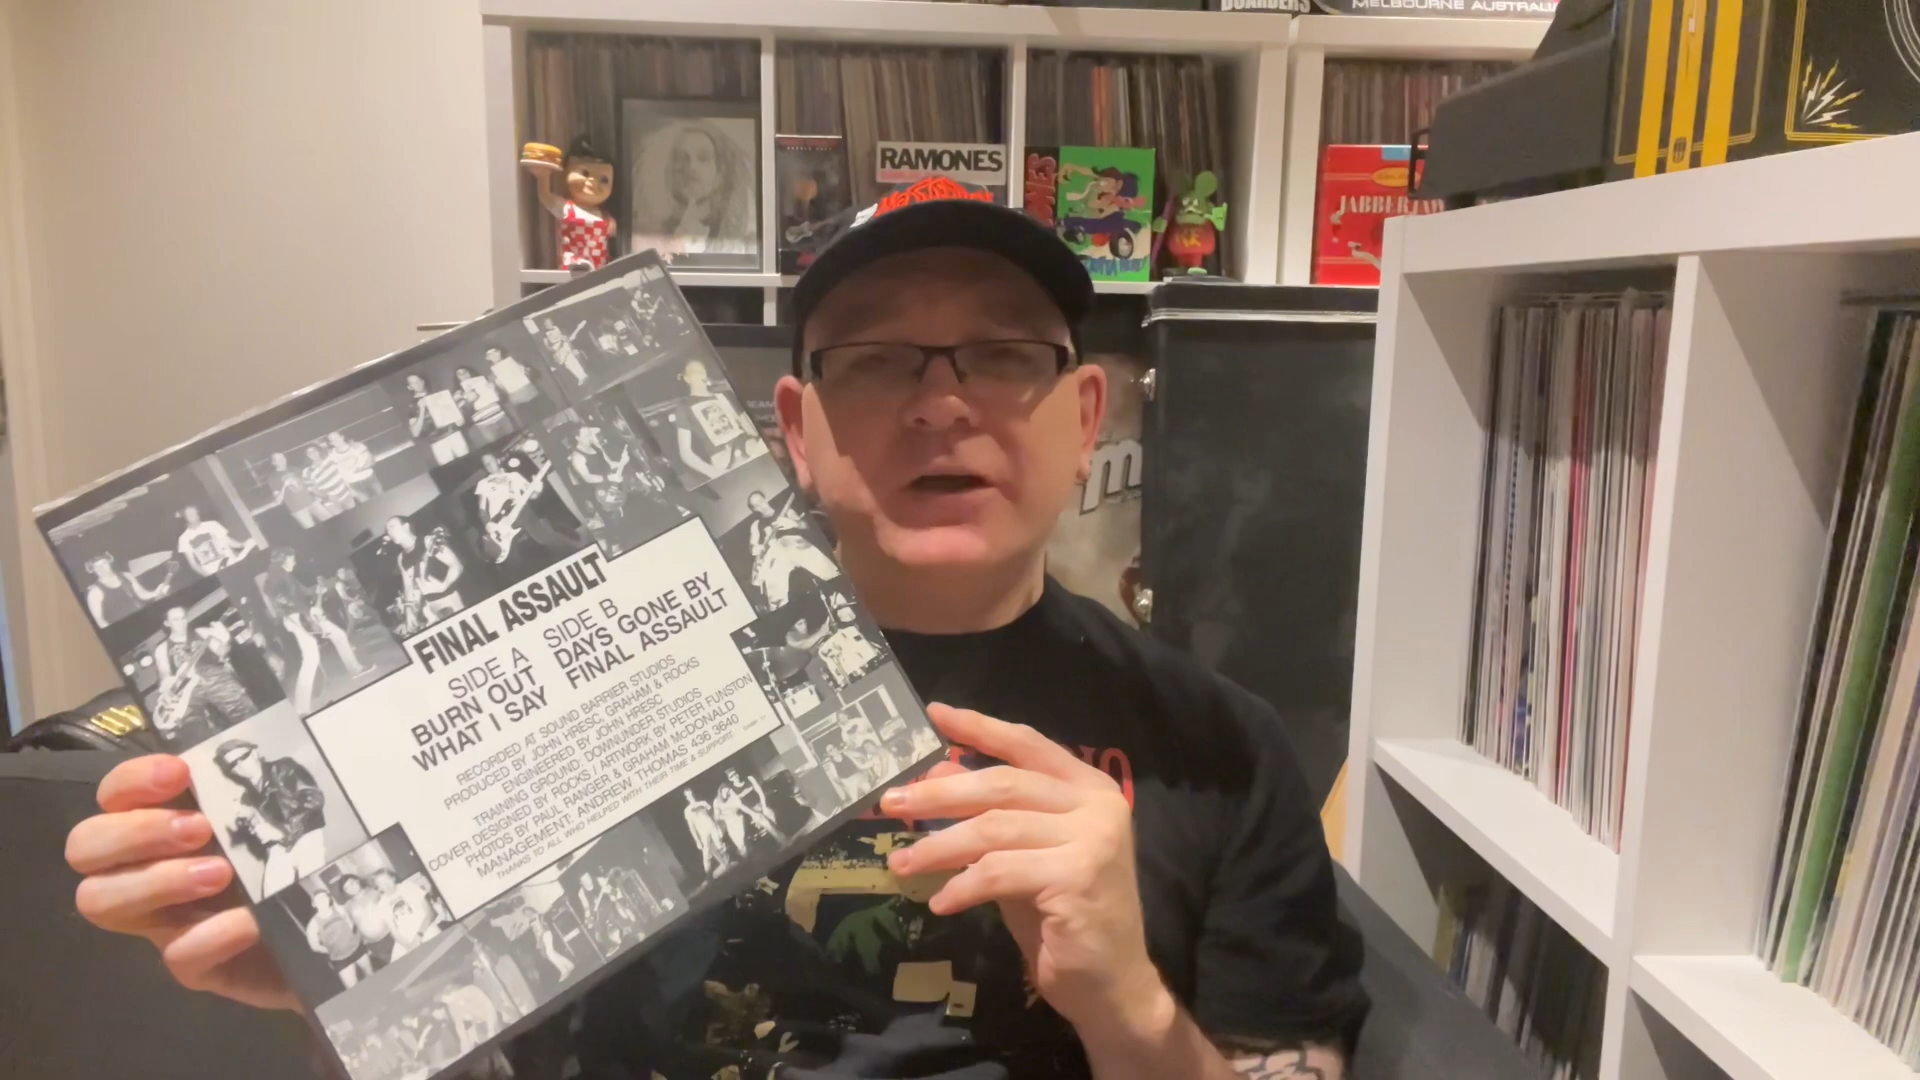 BOARDERS
MELBOURNE AUSTRALIA
RAMONES
JABBERJAW
FINAL ASSAULT
SIDE A
BURN OUT
WHAT I SAY
SIDE B
DAYS GONE BY
FINAL ASSAULT
RECORDED AT SOUND BARRIER STUDIOS
PRODUCED BY JOHN HRESC, GRAHAM & ROCKS
ENGINEERED BY JOHN HRESC
TRAINING GROUND: DOWNUNDER STUDIOS
COVER DESIGNED BY ROCKS / ARTWORK BY PETER FUNSTON
PHOTOS BY PAUL RANGER & GRAHAM McDONALD
MANAGEMENT: ANDREW THOMAS 436 3640
THANKS TO ALL WHO HELPED WITH THEIR TIME & SUPPORT